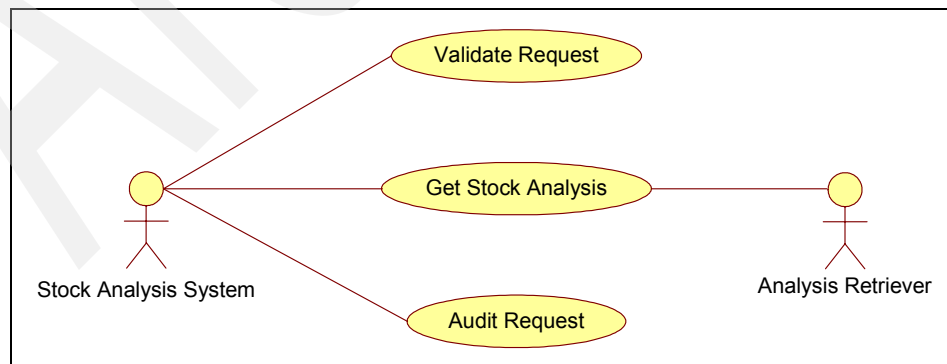 Validate Request
Get Stock Analysis
Stock Analysis System
Analysis Retriever
Audit Request